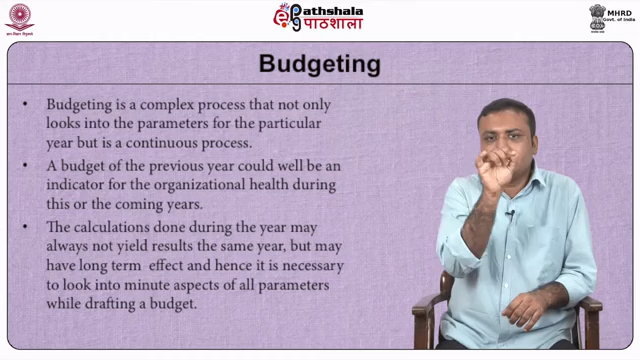 Pathshala
पाठशाला
MHRD
Govt. of India
Budgeting
• Budgeting is a complex process that not only
looks into the parameters for the particular
year but is a continuous process.
• A budget of the previous year could well be an
indicator for the organizational health during
this or the coming years.
• The calculations done during the year may
always not yield results the same year, but may
have long term effect and hence it is necessary
to look into minute aspects of all parameters
while drafting a budget.